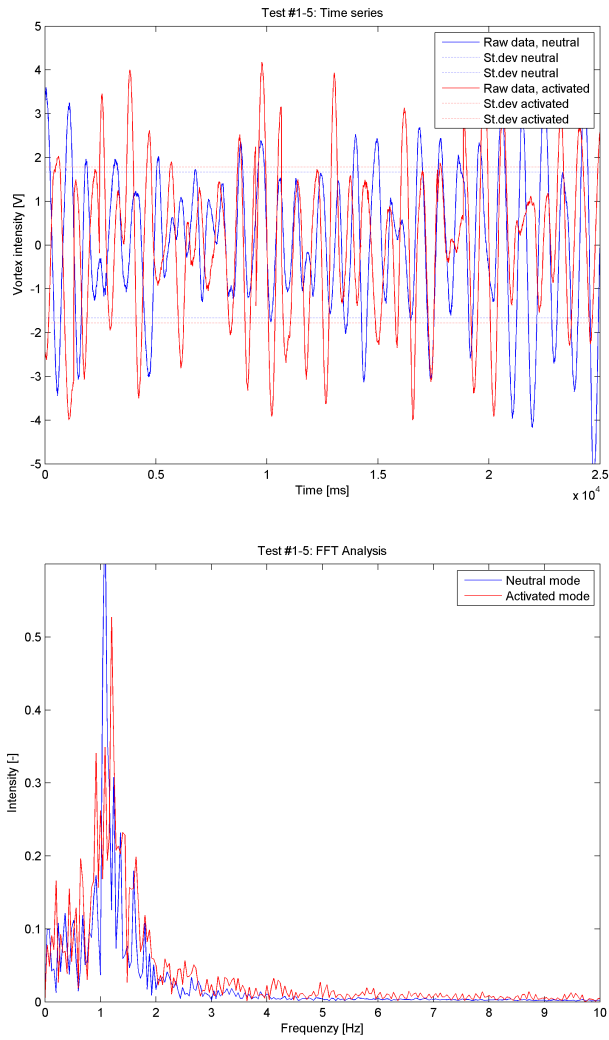 Test #1-5: Time series
Vortex intensity [V]
5
4
3
2
1
0
-1
-2
-3
-4
-5
Raw data, neutral
St.dev neutral
St.dev neutral
Raw data, activated
St.dev activated
St.dev activated
0 0.5 1 1.5 2 2.5
x 10^4
Time [ms]
Test #1-5: FFT Analysis
Intensity [-]
0.5
0.4
0.3
0.2
0.1
0
Neutral mode
Activated mode
0 1 2 3 4 5 6 7 8 9 10
Frequenzy [Hz]